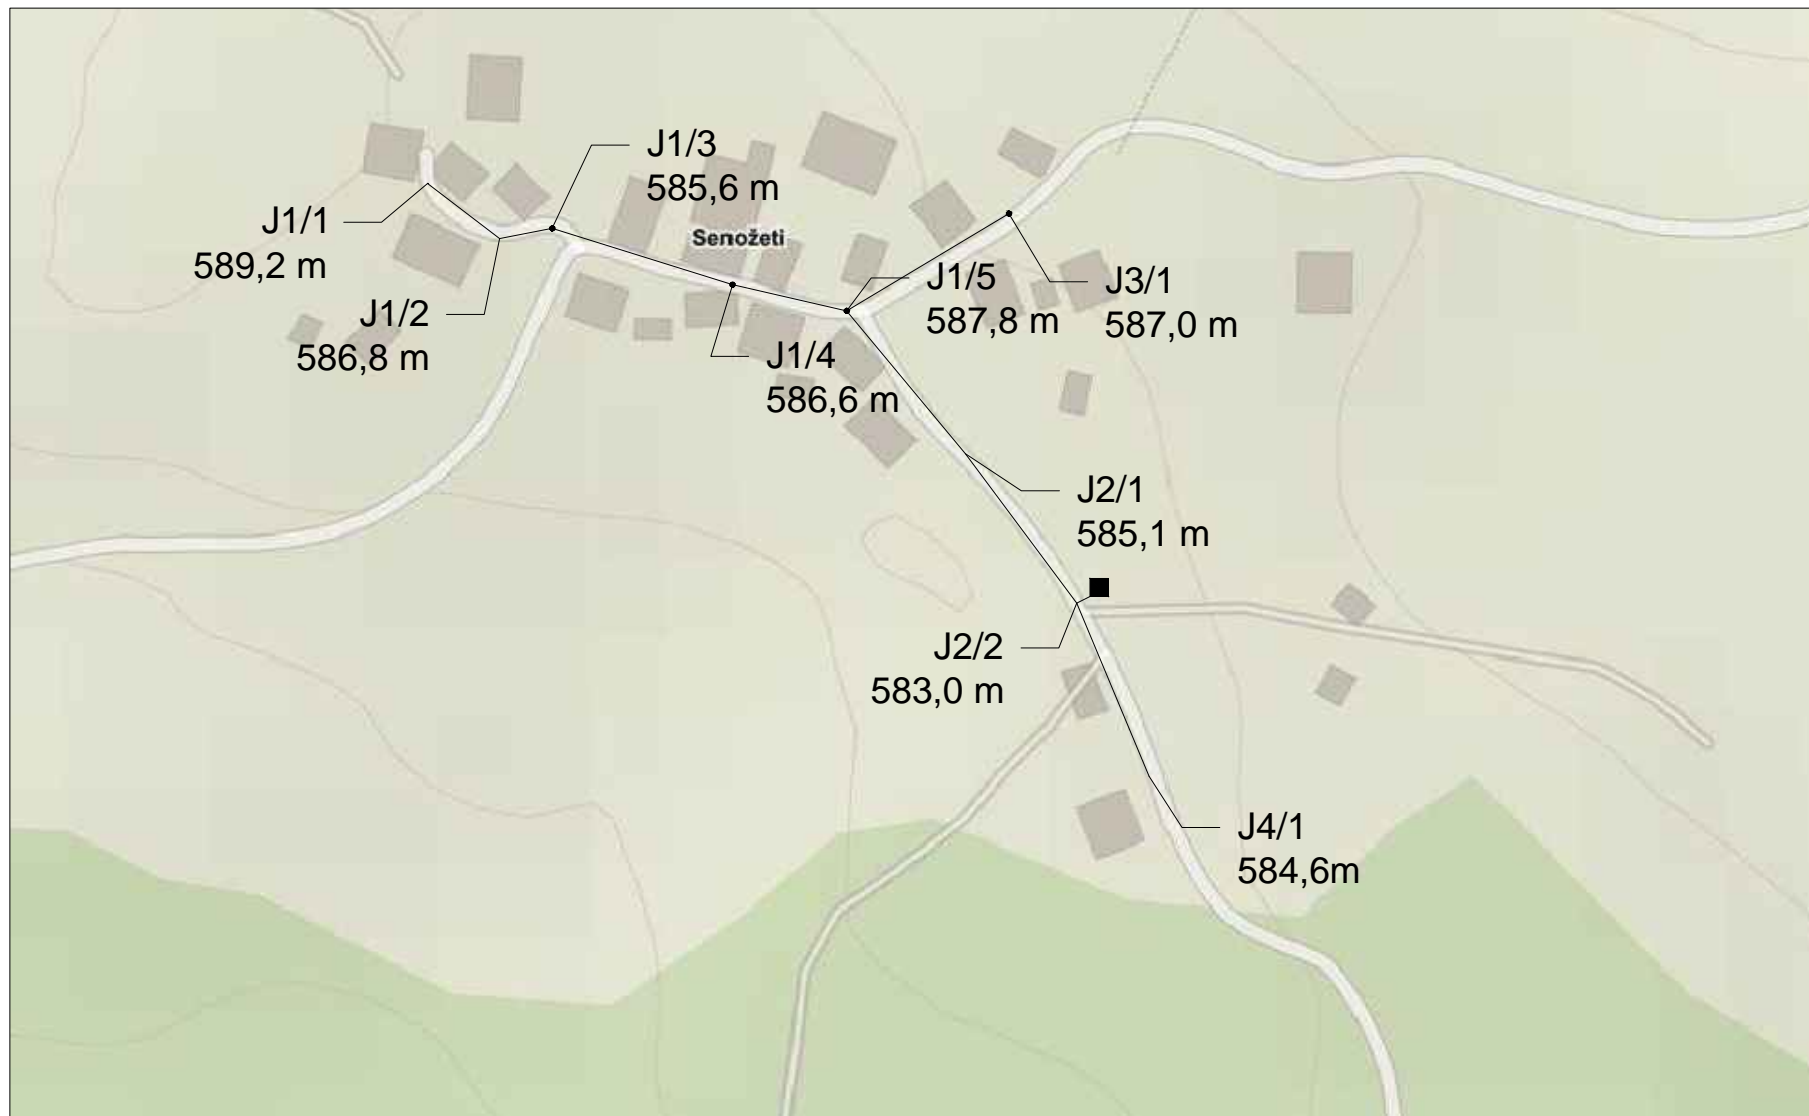 J1/3
585,6 m
J1/1
589,2 m
Senožeti
J1/5
587,8 m
J3/1
587,0 m
J1/2
586,8 m
J1/4
586,6 m
J2/1
585,1 m
J2/2
583,0 m
J4/1
584,6m